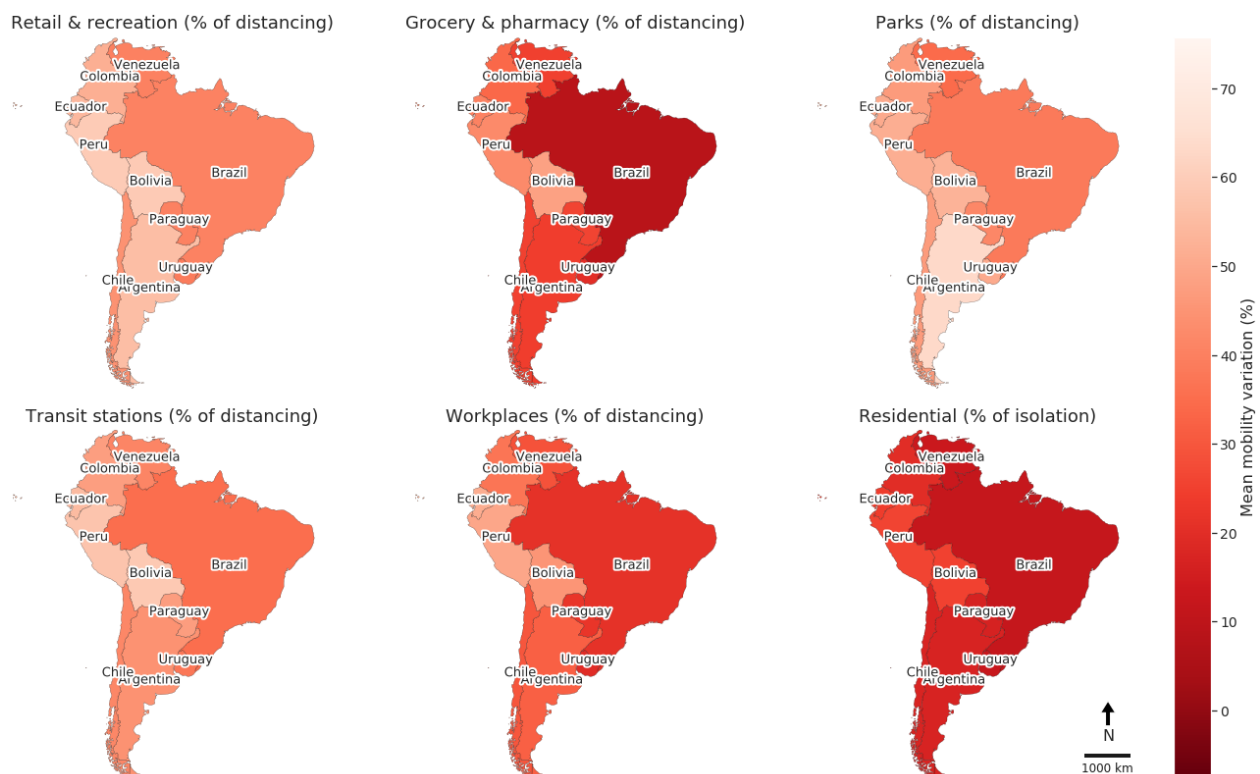 Retail & recreation (% of distancing)
Venezuela
Colombia
Ecuador
Peru
Brazil
Bolivia
Paraguay
Uruguay
Chile
Argentina
Grocery & pharmacy (% of distancing)
Venezuela
Colombia
Ecuador
Peru
Brazil
Bolivia
Paraguay
Uruguay
Chile
Argentina
Parks (% of distancing)
Venezuela
Colombia
Ecuador
Peru
Brazil
Bolivia
Paraguay
Uruguay
Chile
Argentina
Transit stations (% of distancing)
Venezuela
Colombia
Ecuador
Peru
Brazil
Bolivia
Paraguay
Uruguay
Chile
Argentina
Workplaces (% of distancing)
Venezuela
Colombia
Ecuador
Peru
Brazil
Bolivia
Paraguay
Uruguay
Chile
Argentina
Residential (% of isolation)
Venezuela
Colombia
Ecuador
Peru
Brazil
Bolivia
Paraguay
Uruguay
Chile
Argentina
N
1000 km
70
60
50
40
30
20
10
0
Mean mobility variation (%)